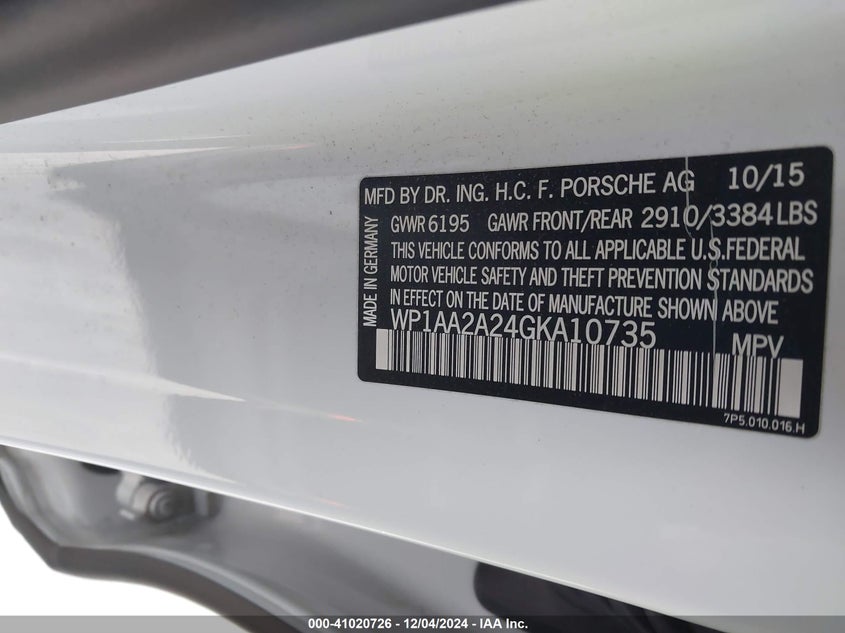 MFD BY DR. ING. H.C. F. PORSCHE AG 10/15
GVWR 6195 GAWR FRONT/REAR 2910/3384 LBS
THIS VEHICLE CONFORMS TO ALL APPLICABLE U.S.FEDERAL
MOTOR VEHICLE SAFETY AND THEFT PREVENTION STANDARDS
IN EFFECT ON THE DATE OF MANUFACTURE SHOWN ABOVE
MADE IN GERMANY
WP1AA2A24GKA10735 MPV
7P5.010.016.H
000-41020726 - 12/04/2024 - IAA Inc.